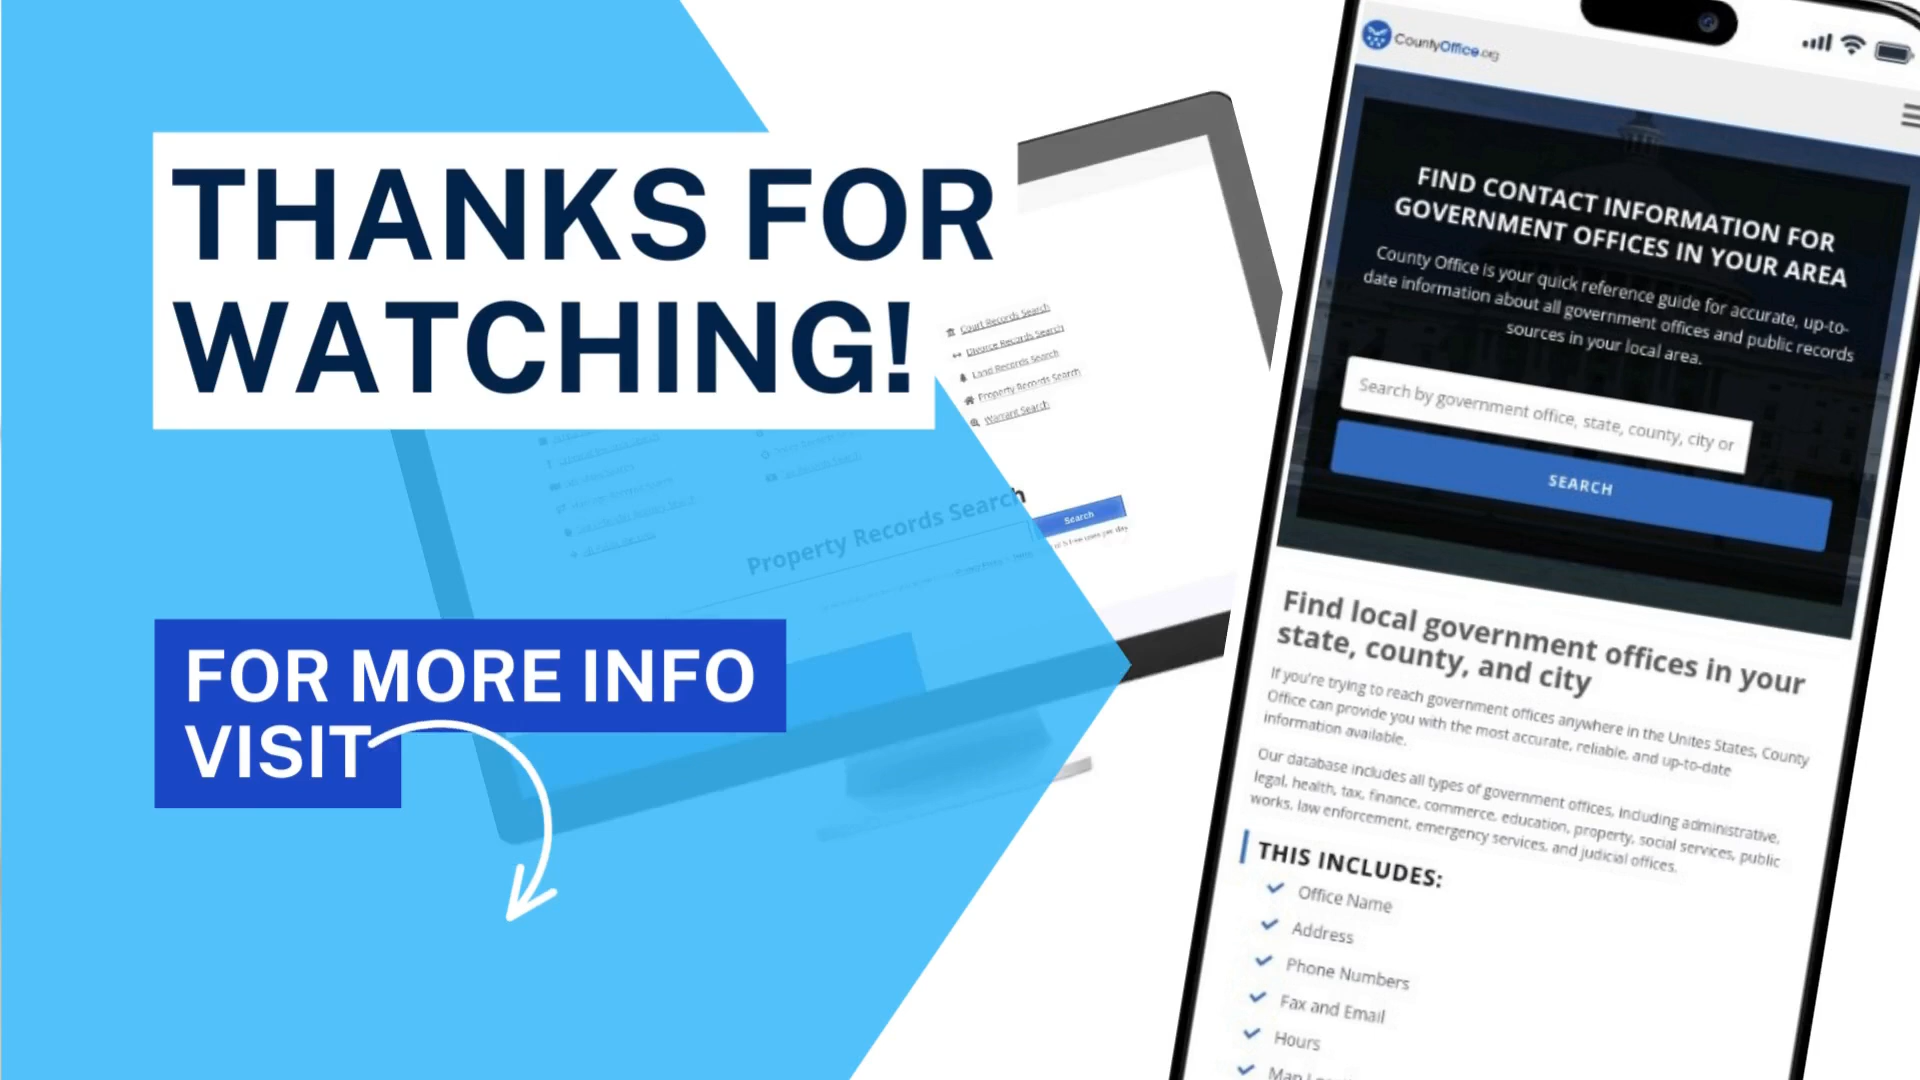 THANKS FOR
WATCHING!
FOR MORE INFO
VISIT
Court Records Search
Divorce Records Search
Land Records Search
Property Records Search
Warrant Search
Property Records Search
Search
of 5 free uses per day
CountyOffice.org
FIND CONTACT INFORMATION FOR
GOVERNMENT OFFICES IN YOUR AREA
County Office is your quick reference guide for accurate, up-to-
date information about all government offices and public records
sources in your local area.
Search by government office, state, county, city or
SEARCH
Find local government offices in your
state, county, and city
If you're trying to reach government offices anywhere in the Unites States, County
Office can provide you with the most accurate, reliable, and up-to-date
information available.
Our database includes all types of government offices, including administrative,
legal, health, tax, finance, commerce, education, property, social services, public
works, law enforcement, emergency services, and judicial offices.
THIS INCLUDES:
Office Name
Address
Phone Numbers
Fax and Email
Hours